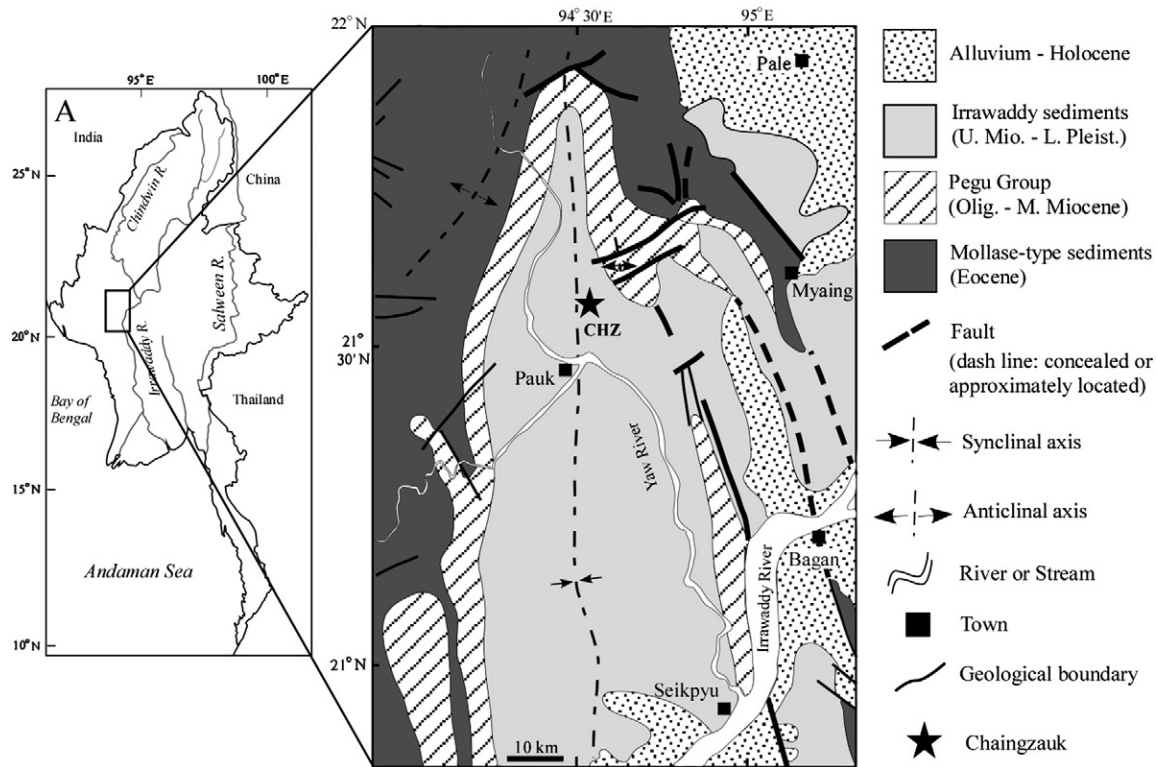 A
95°E
100°E
India
China
25°N
20°N
15°N
10°N
Chindwin R.
Irrawaddy R.
Salween R.
Bay of
Bengal
Thailand
Andaman Sea
22°N
94°30'E
95°E
21°
30'N
21°N
Pale
Myaing
CHZ
Pauk
Yaw River
Bagan
Irrawaddy River
Seikpyu
10 km
Alluvium - Holocene
Irrawaddy sediments
(U. Mio. - L. Pleist.)
Pegu Group
(Olig. - M. Miocene)
Mollase-type sediments
(Eocene)
Fault
(dash line: concealed or
approximately located)
Synclinal axis
Anticlinal axis
River or Stream
Town
Geological boundary
Chaingzauk